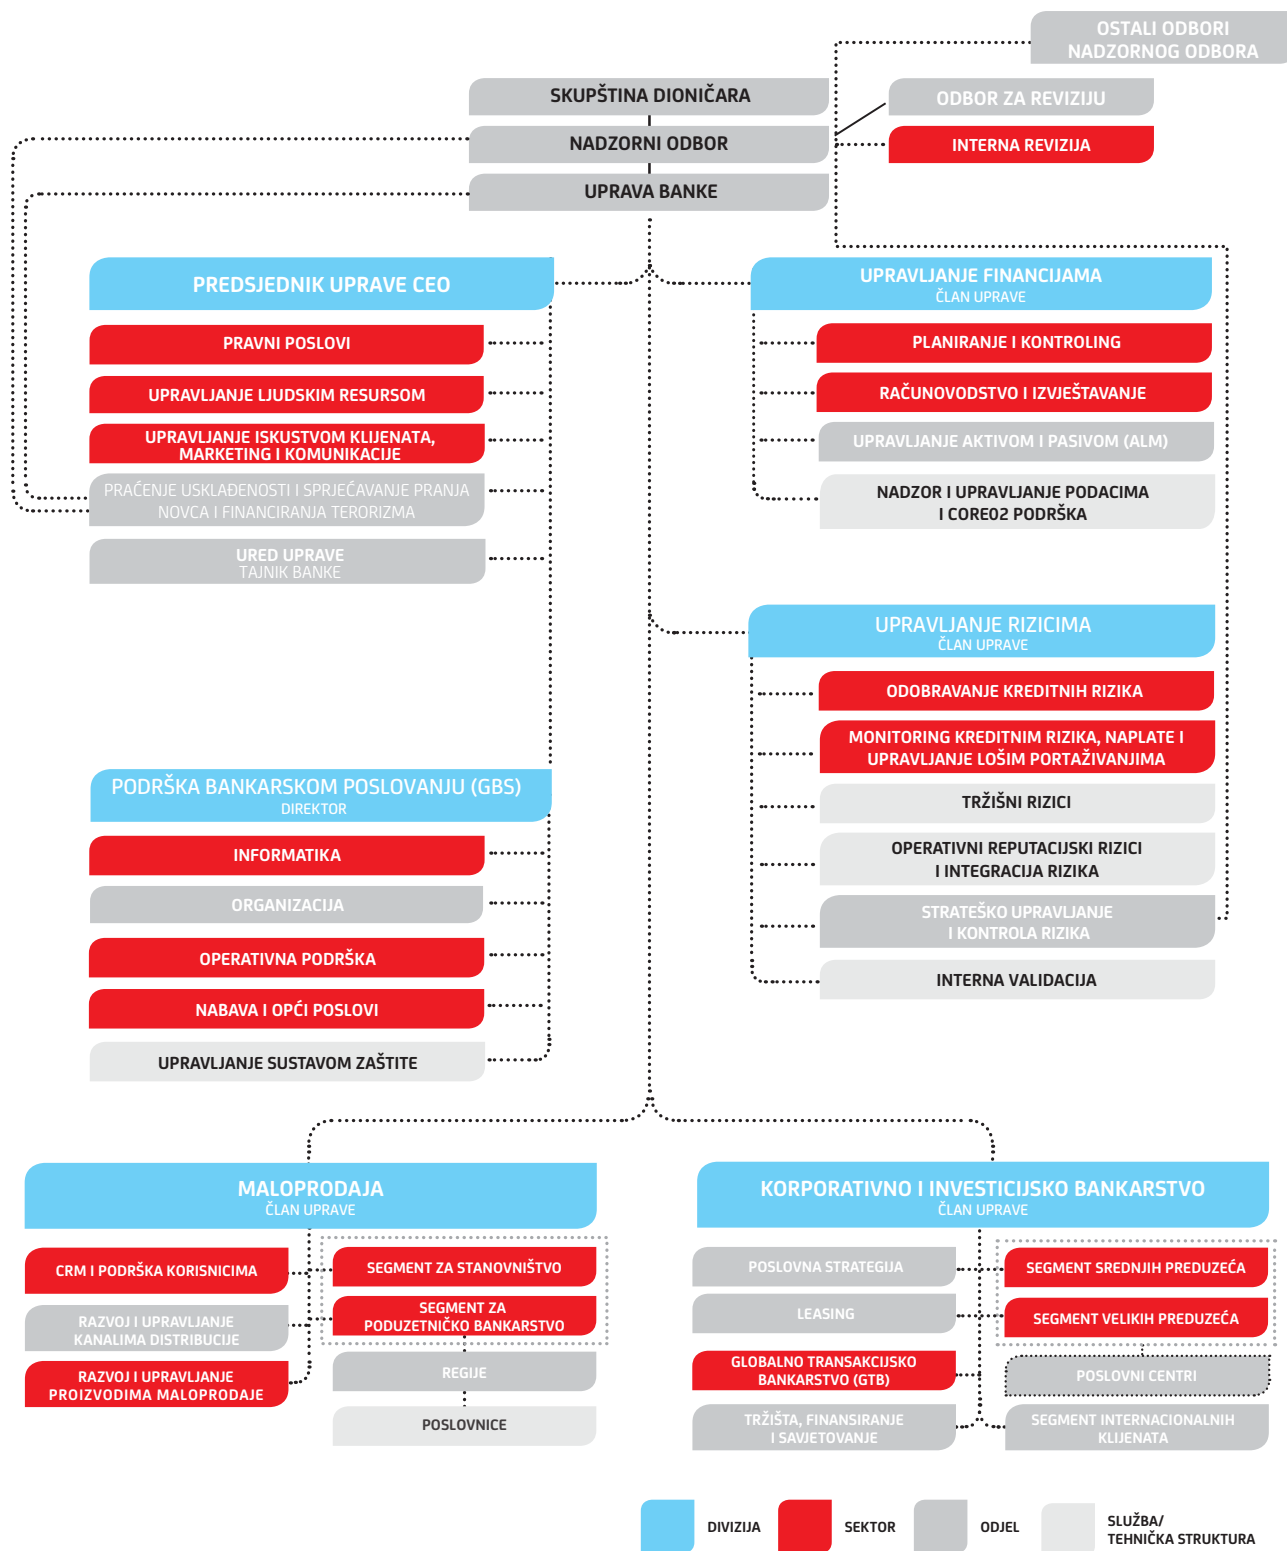 OSTALI ODBORI
NADZORNOG ODBORA
SKUPŠTINA DIONIČARA
ODBOR ZA REVIZIJU
NADZORNI ODBOR
INTERNA REVIZIJA
UPRAVA BANKE
PREDSJEDNIK UPRAVE CEO
PRAVNI POSLOVI
UPRAVLJANJE LJUDSKIM RESURSOM
UPRAVLJANJE ISKUSTVOM KLIJENATA,
MARKETING I KOMUNIKACIJE
PRAĆENJE USKLAĐENOSTI I SPRJEĆAVANJE PRANJA
NOVCA I FINANCIRANJA TERORIZMA
URED UPRAVE
TAJNIK BANKE
UPRAVLJANJE FINANCIJAMA
ČLAN UPRAVE
PLANIRANJE I KONTROLING
RAČUNOVODSTVO I IZVJEŠTAVANJE
UPRAVLJANJE AKTIVOM I PASIVOM (ALM)
NADZOR I UPRAVLJANJE PODACIMA
I CORE02 PODRŠKA
UPRAVLJANJE RIZICIMA
ČLAN UPRAVE
ODOBRAVANJE KREDITNIH RIZIKA
MONITORING KREDITNIM RIZIKA, NAPLATE I
UPRAVLJANJE LOŠIM PORTAŽIVANJIMA
TRŽIŠNI RIZICI
OPERATIVNI REPUTACIJSKI RIZICI
I INTEGRACIJA RIZIKA
STRATEŠKO UPRAVLJANJE
I KONTROLA RIZIKA
INTERNA VALIDACIJA
PODRŠKA BANKARSKOM POSLOVANJU (GBS)
DIREKTOR
INFORMATIKA
ORGANIZACIJA
OPERATIVNA PODRŠKA
NABAVA I OPĆI POSLOVI
UPRAVLJANJE SUSTAVOM ZAŠTITE
MALOPRODAJA
ČLAN UPRAVE
CRM I PODRŠKA KORISNICIMA
RAZVOJ I UPRAVLJANJE
KANALIMA DISTRIBUCIJE
RAZVOJ I UPRAVLJANJE
PROIZVODIMA MALOPRODAJE
SEGMENT ZA STANOVNIŠTVO
SEGMENT ZA
PODUZETNIČKO BANKARSTVO
REGIJE
POSLOVNICE
KORPORATIVNO I INVESTICIJSKO BANKARSTVO
ČLAN UPRAVE
POSLOVNA STRATEGIJA
LEASING
GLOBALNO TRANSAKCIJSKO
BANKARSTVO (GTB)
TRŽIŠTA, FINANSIRANJE
I SAVJETOVANJE
SEGMENT SREDNJIH PREDUZEĆA
SEGMENT VELIKIH PREDUZEĆA
POSLOVNI CENTRI
SEGMENT INTERNACIONALNIH
KLIJENATA
DIVIZIJA
SEKTOR
ODJEL
SLUŽBA/
TEHNIČKA STRUKTURA